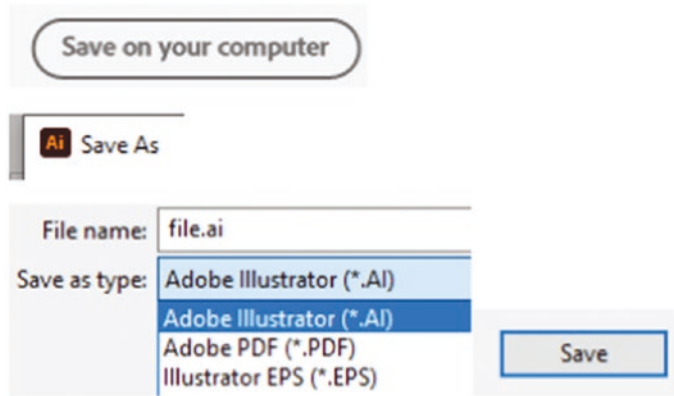 Save on your computer
Ai Save As
File name: file.ai
Save as type: Adobe Illustrator (*.AI)
Adobe Illustrator (*.AI)
Adobe PDF (*.PDF)
Illustrator EPS (*.EPS)
Save